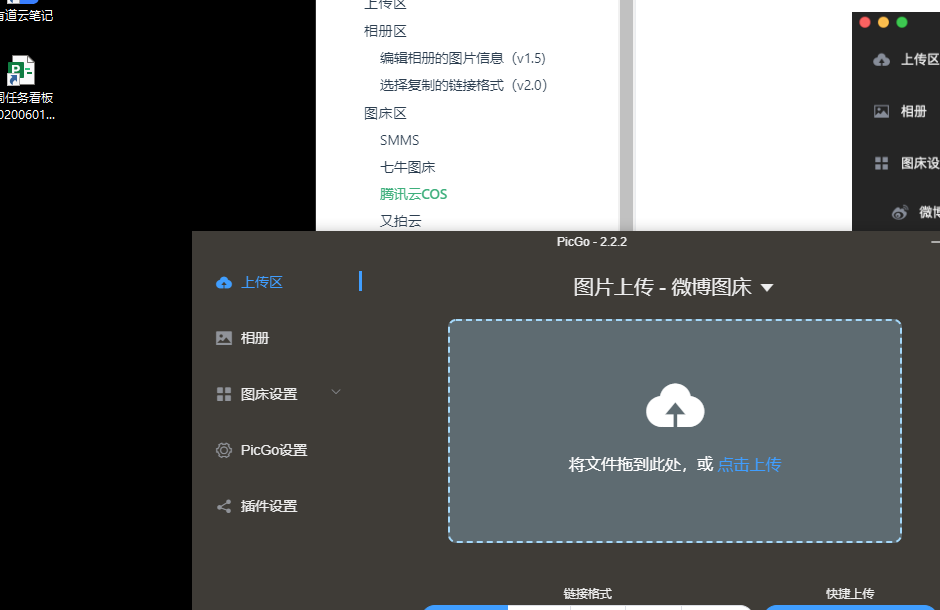 有道云笔记
周任务看板
0200601...
上传区
相册区
编辑相册的图片信息（v1.5）
选择复制的链接格式（v2.0）
图床区
SMMS
七牛图床
腾讯云COS
又拍云
上传区
相册
图床设
微博
PicGo - 2.2.2
上传区
相册
图床设置
PicGo设置
插件设置
图片上传 - 微博图床
将文件拖到此处，或 点击上传
链接格式
快捷上传